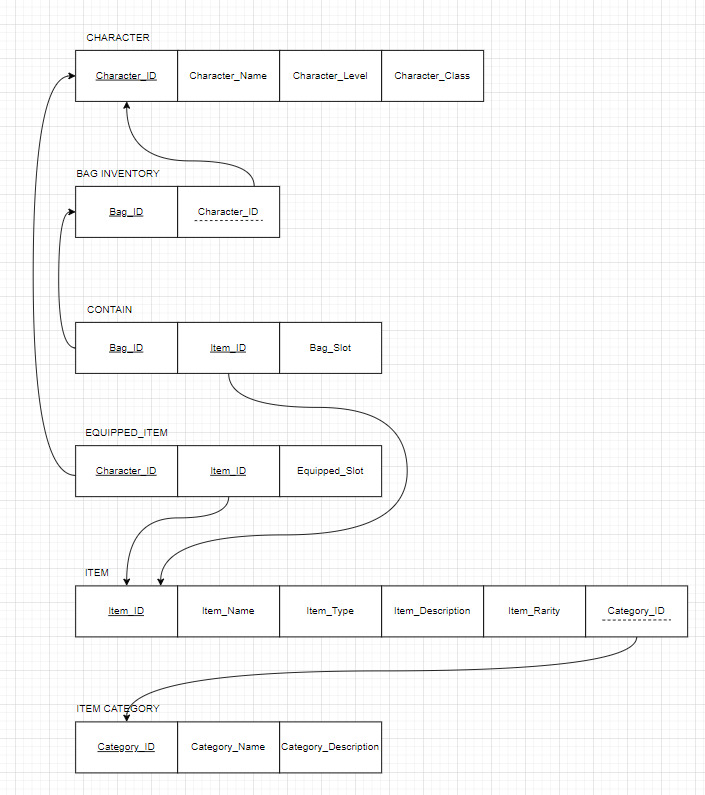 CHARACTER
Character_ID Character_Name Character_Level Character_Class
BAG INVENTORY
Bag_ID Character_ID
CONTAIN
Bag_ID Item_ID Bag_Slot
EQUIPPED_ITEM
Character_ID Item_ID Equipped_Slot
ITEM
Item_ID Item_Name Item_Type Item_Description Item_Rarity Category_ID
ITEM CATEGORY
Category_ID Category_Name Category_Description